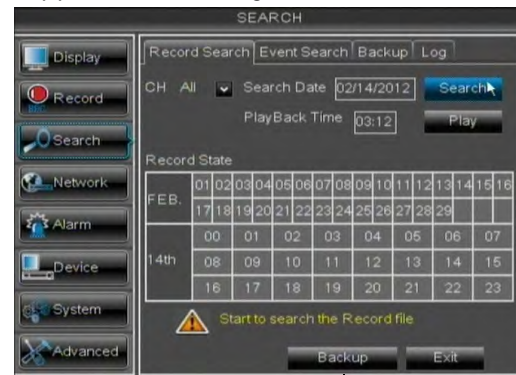 SEARCH
Display
Record
REC
Search
Network
Alarm
Device
System
Advanced
Record Search Event Search Backup Log
CH All Search Date 02/14/2012 Search
PlayBack Time 03:12 Play
Record State
FEB. 01 02 03 04 05 06 07 08 09 10 11 12 13 14 15 16
17 18 19 20 21 22 23 24 25 26 27 28 29
14th 00 01 02 03 04 05 06 07
08 09 10 11 12 13 14 15
16 17 18 19 20 21 22 23
Start to search the Record file
Backup Exit